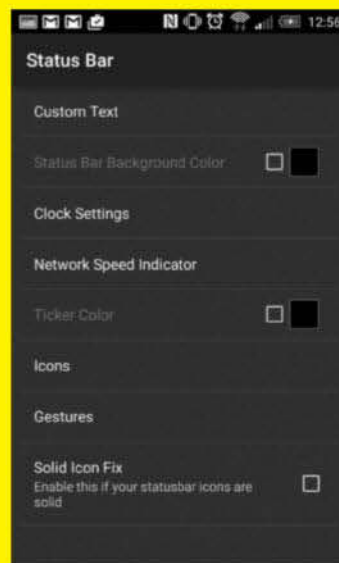 12:56
Status Bar
Custom Text
Status Bar Background Color
Clock Settings
Network Speed Indicator
Ticker Color
Icons
Gestures
Solid Icon Fix
Enable this if your statusbar icons are
solid